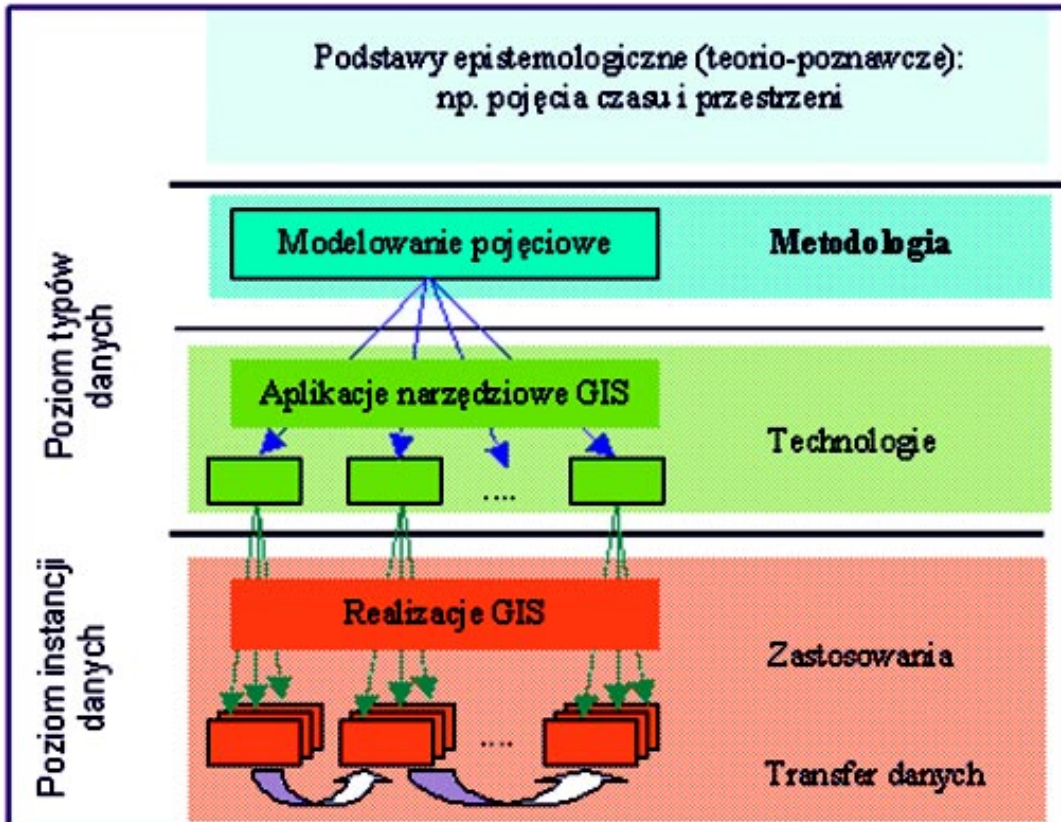 Podstawy epistemologiczne (teorio-poznawcze):
np. pojęcia czasu i przestrzeni
Poziom typów
danych
Modelowanie pojęciowe
Metodologia
Aplikacje narzędziowe GIS
Technologie
....
Poziom instancji
danych
Realizacje GIS
Zastosowania
....
Transfer danych